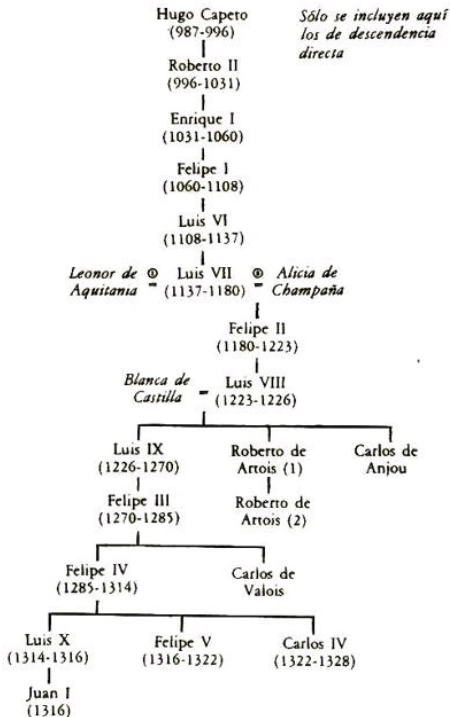 Hugo Capeto
(987-996)
Sólo se incluyen aquí
los de descendencia
directa
Roberto II
(996-1031)
Enrique I
(1031-1060)
Felipe I
(1060-1108)
Luis VI
(1108-1137)
Leonor de
Aquitania
① = Luis VII ② =
(1137-1180)
Alicia de
Champaña
Felipe II
(1180-1223)
Blanca de
Castilla
= Luis VIII
(1223-1226)
Luis IX
(1226-1270)
Roberto de
Artois (1)
Carlos de
Anjou
Felipe III
(1270-1285)
Roberto de
Artois (2)
Felipe IV
(1285-1314)
Carlos de
Valois
Luis X
(1314-1316)
Felipe V
(1316-1322)
Carlos IV
(1322-1328)
Juan I
(1316)